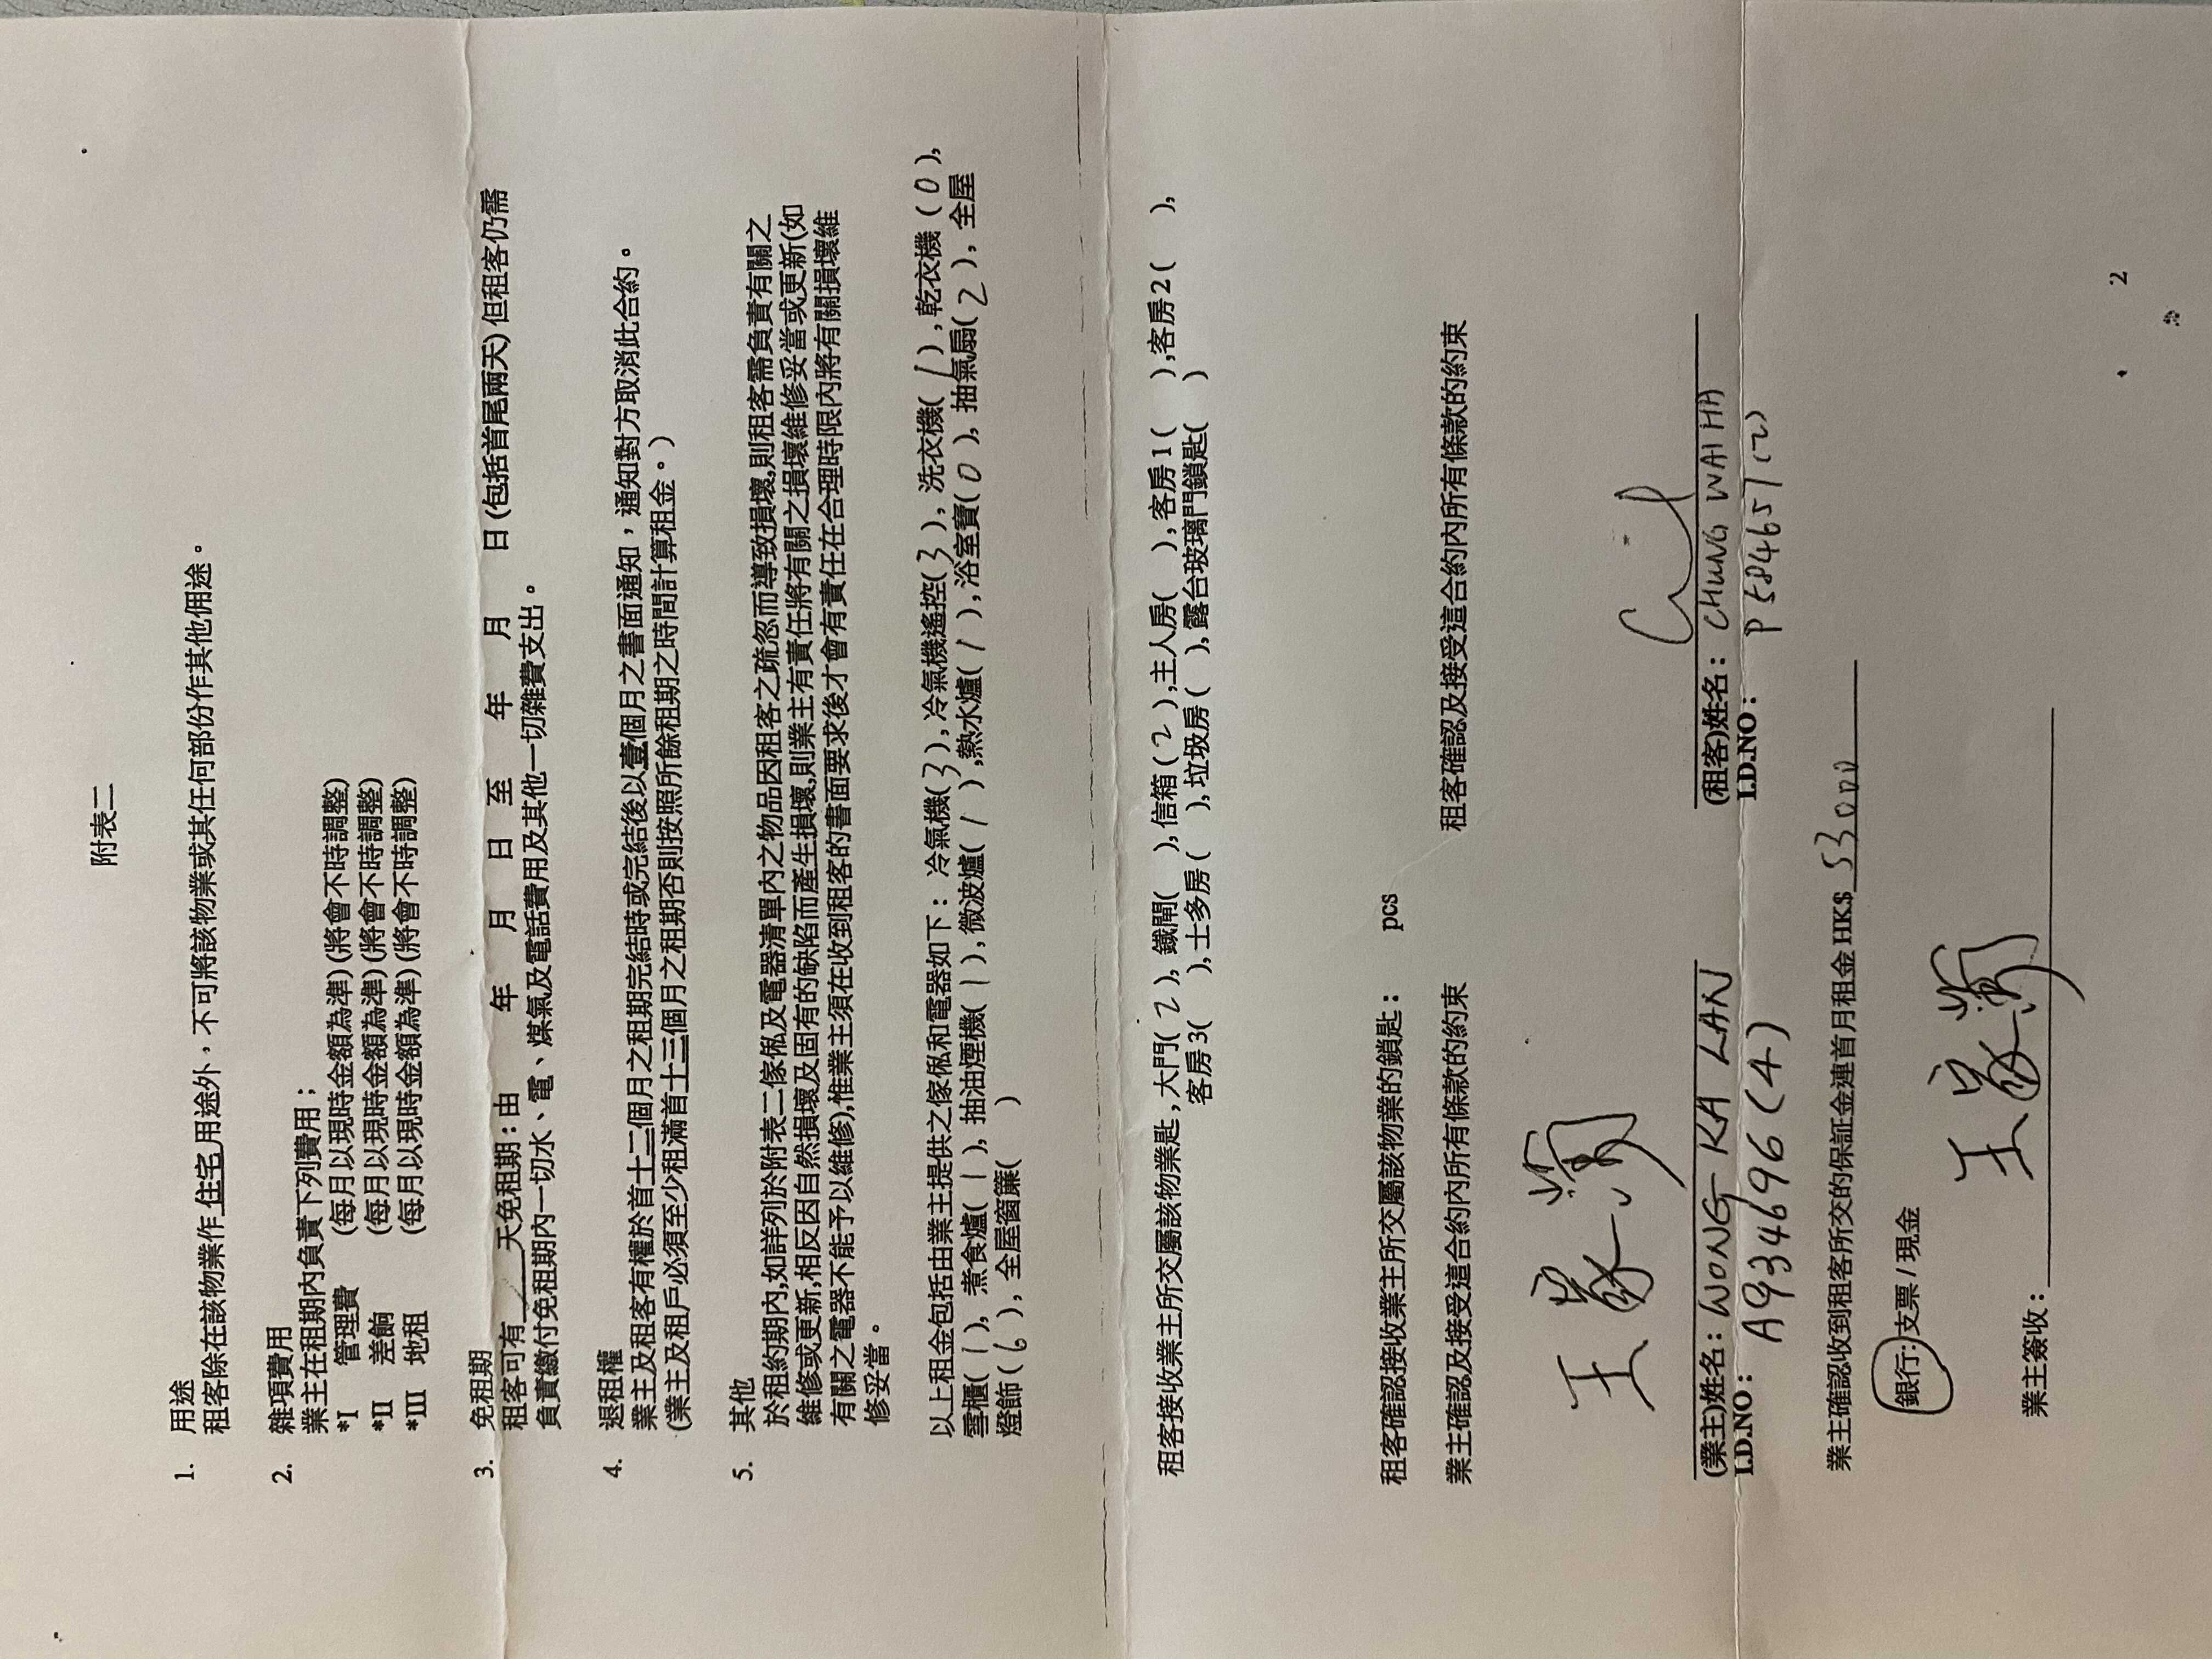 附表二
1. 用途
租客除在該物業作 住宅 用途外，不可將該物業或其任何部份作其他佣途。
2. 雜項費用
業主在租期內負責下列費用；
*I 管理費 (每月以現時金額為準) (將會不時調整)
*II 差餉 (每月以現時金額為準) (將會不時調整)
*III 地租 (每月以現時金額為準) (將會不時調整)
3. 免租期
租客可有 天免租期：由 年 月 日 至 年 月 日 (包括首尾兩天) 但租客仍需
負責繳付免租期內一切水、電、煤氣及電話費用及其他一切雜費支出。
4. 退租權
業主及租客有權於首十二個月之租期完結時或完結後以壹個月之書面通知，通知對方取消此合約。
(業主及租戶必須至少租滿首十三個月之租期否則按照所餘租期之時間計算租金。)
5. 其他
於租約期內,如詳列於附表二傢俬及電器清單內之物品因租客之疏忽而導致損壞,則租客需負責有關之
維修或更新,相反因自然損壞及固有的缺陷而產生損壞,則業主有責任將有關之損壞維修妥當或更新(如
有關之電器不能予以維修),惟業主須在收到租客的書面要求後才會有責任在合理時限內將有關損壞維
修妥當。
以上租金包括由業主提供之傢俬和電器如下： 冷氣機(3), 冷氣機遙控(3), 洗衣機(1), 乾衣機(0),
雪櫃(1), 煮食爐(1), 抽油煙機(1), 微波爐(1), 熱水爐(1), 浴室寶(0), 抽氣扇(2), 全屋
燈飾(6), 全屋窗簾( )
租客接收業主所交屬該物業匙, 大門(2), 鐵閘( ), 信箱(2), 主人房( ), 客房1( ), 客房2( ),
客房3( ), 士多房( ), 垃圾房( ), 露台玻璃門鎖匙( )
租客確認接收業主所交屬該物業的鎖匙： pcs
業主確認及接受這合約內所有條款的約束 租客確認及接受這合約內所有條款的約束
(業主)姓名：WONG KA LAN (租客)姓名：CHUNG WAI HA
I.D.NO： A934696(4) I.D.NO： P584657(2)
業主確認收到租客所交的保証金連首月租金 HK$ 53000
銀行: 支票 / 現金
業主簽收：
2